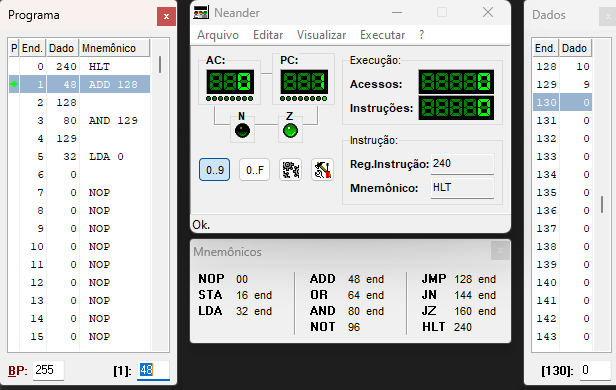 Programa
x
P End. Dado Mnemônico
0 240 HLT
1 48 ADD 128
2 128
3 80 AND 129
4 129
5 32 LDA 0
6 0
7 0 NOP
8 0 NOP
9 0 NOP
10 0 NOP
11 0 NOP
12 0 NOP
13 0 NOP
14 0 NOP
15 0 NOP
BP: 255 [1]: 48
Neander
Arquivo Editar Visualizar Executar ?
AC: PC:
0 1
N Z
0..9 0..F
Execução:
Acessos: 0
Instruções: 0
Instrução:
Reg.Instrução: 240
Mnemônico: HLT
Ok.
Mnemônicos
x
NOP 00 ADD 48 end JMP 128 end
STA 16 end OR 64 end JN 144 end
LDA 32 end AND 80 end JZ 160 end
NOT 96 HLT 240
Dados
x
End. Dado
128 10
129 9
130 0
131 0
132 0
133 0
134 0
135 0
136 0
137 0
138 0
139 0
140 0
141 0
142 0
143 0
[130]: 0